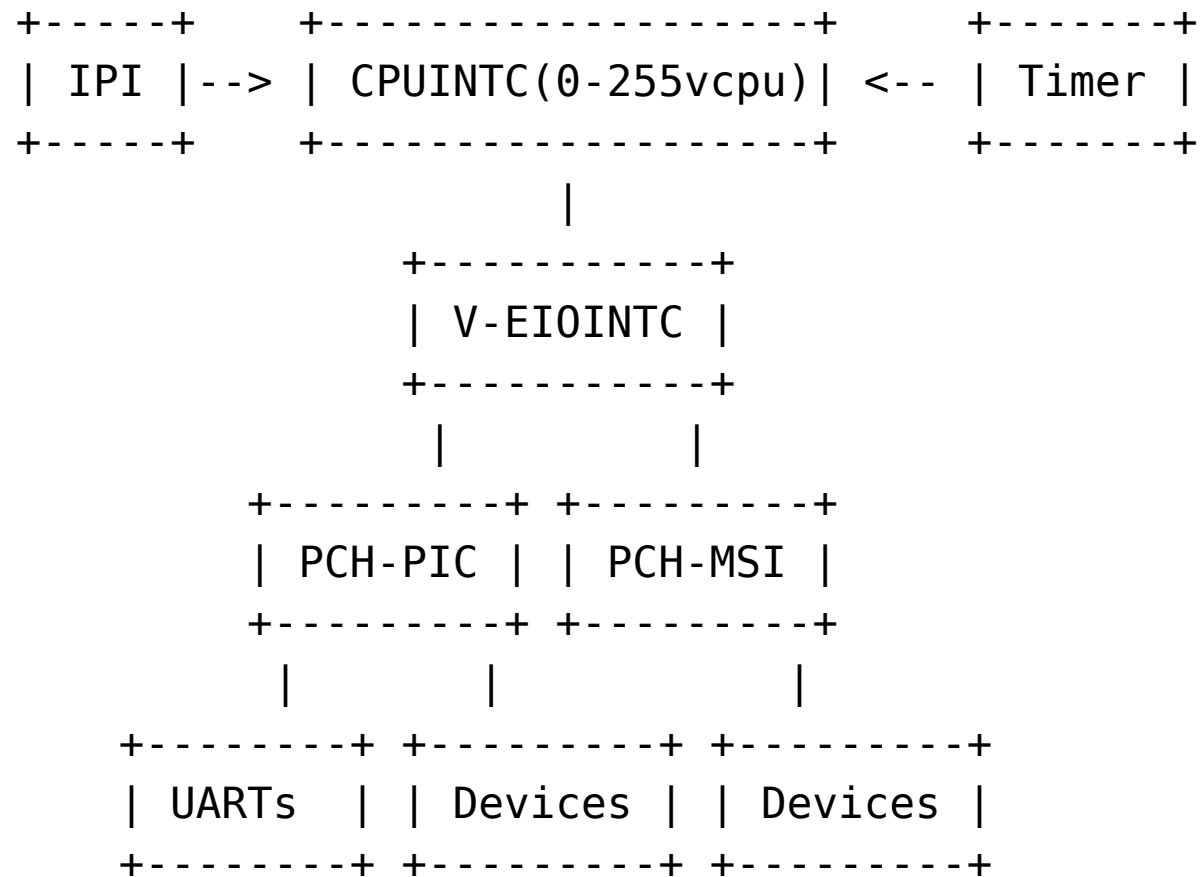 +-----+    +-------------------+     +-------+
| IPI |--> | CPUINTC(0-255vcpu)| <-- | Timer |
+-----+    +-------------------+     +-------+
                     |
               +-----------+
               | V-EIOINTC |
               +-----------+
                |         |
         +---------+ +---------+
         | PCH-PIC | | PCH-MSI |
         +---------+ +---------+
          |       |           |
    +--------+ +---------+ +---------+
    | UARTs  | | Devices | | Devices |
    +--------+ +---------+ +---------+